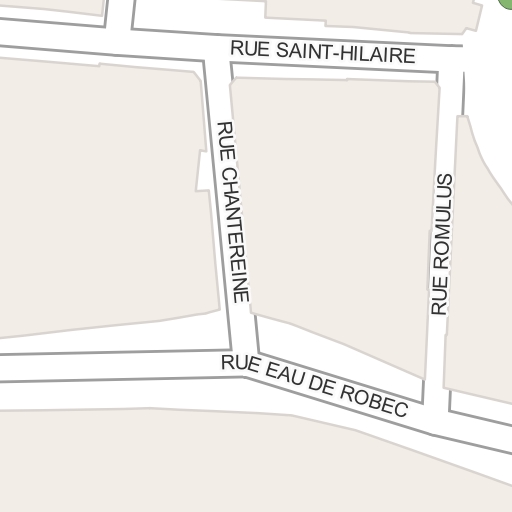 RUE SAINT-HILAIRE
RUE CHANTEREINE
RUE ROMULUS
RUE EAU DE ROBEC